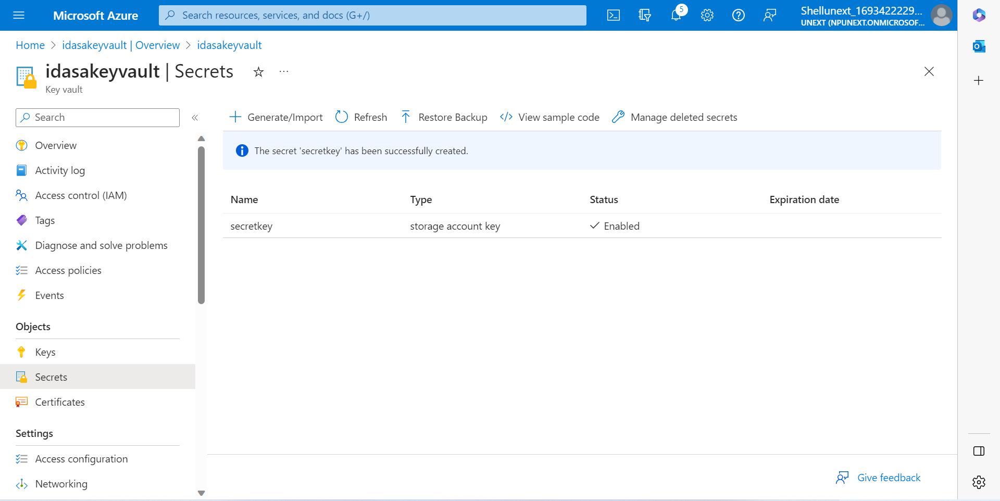 Microsoft Azure
Search resources, services, and docs (G+/)
5
Shellunext_1693422229...
UNEXT (NPUNEXT.ONMICROSOF...
Home > idasakeyvault | Overview > idasakeyvault
idasakeyvault | Secrets
...
Key vault
Search
«
Generate/Import
Refresh
Restore Backup
View sample code
Manage deleted secrets
Overview
Activity log
Access control (IAM)
Tags
Diagnose and solve problems
Access policies
Events
Objects
Keys
Secrets
Certificates
Settings
Access configuration
Networking
The secret 'secretkey' has been successfully created.
Name Type Status Expiration date
secretkey storage account key Enabled
Give feedback